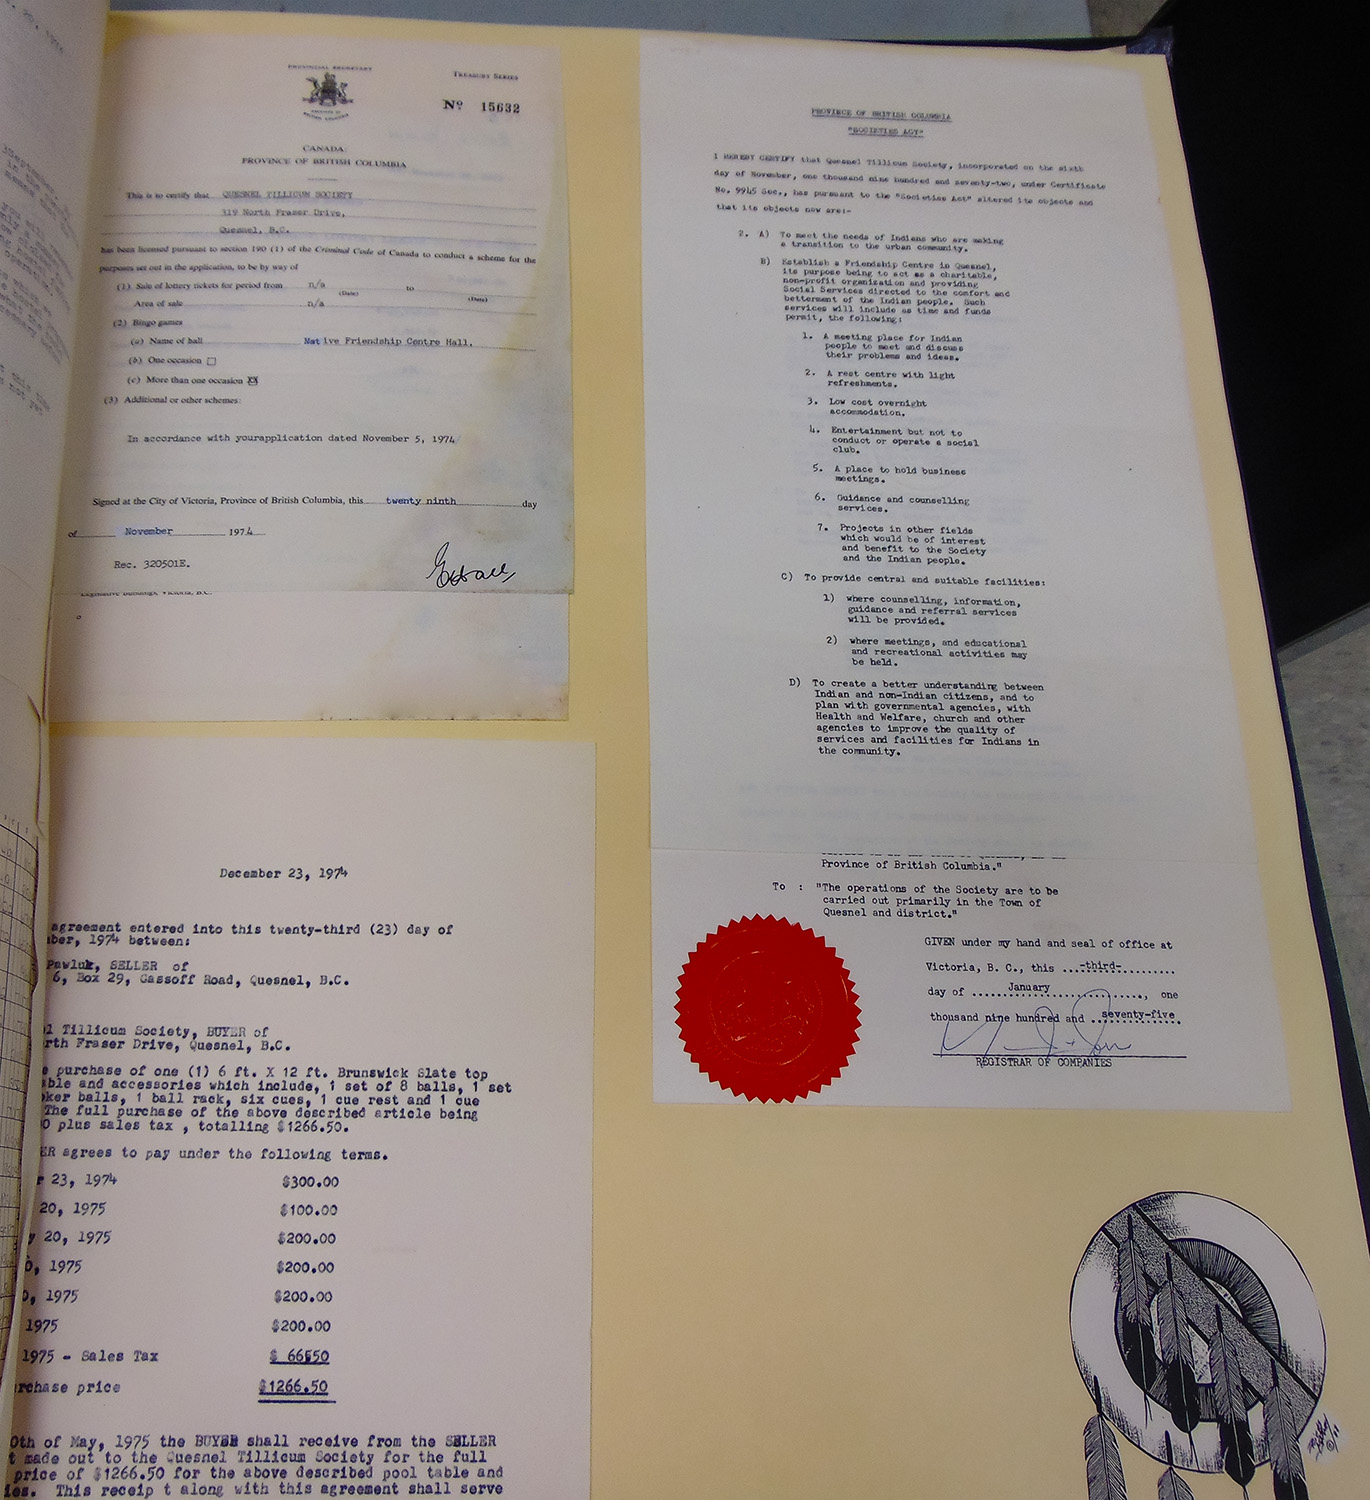 PROVINCIAL SECRETARY
TREASURY SERIES
Nº 15632
PROVINCE OF
BRITISH COLUMBIA
CANADA:
PROVINCE OF BRITISH COLUMBIA
This is to certify that QUESNEL TILLICUM SOCIETY
319 North Fraser Drive,
Quesnel, B.C.
has been licensed pursuant to section 190 (1) of the Criminal Code of Canada to conduct a scheme for the
purposes set out in the application, to be by way of
(1) Sale of lottery tickets for period from n/a to
(Date) (Date)
Area of sale n/a
(2) Bingo games
(a) Name of hall Native Friendship Centre Hall.
(b) One occasion
(c) More than one occasion XX
(3) Additional or other schemes:
In accordance with yourapplication dated November 5, 1974
Signed at the City of Victoria, Province of British Columbia, this twenty ninth day
of November 1974
Rec. 320501E.
Legislative Buildings, Victoria, B.C.
December 23, 1974
agreement entered into this twenty-third (23) day of
ber, 1974 between:
Pawluk, SELLER of
6, Box 29, Gassoff Road, Quesnel, B.C.
l Tillicum Society, BUYER of
rth Fraser Drive, Quesnel, B.C.
e purchase of one (1) 6 ft. X 12 ft. Brunswick Slate top
ble and accessories which include, 1 set of 8 balls, 1 set
ker balls, 1 ball rack, six cues, 1 cue rest and 1 cue
The full purchase of the above described article being
0 plus sales tax , totalling $1266.50.
ER agrees to pay under the following terms.
r 23, 1974 $300.00
20, 1975 $100.00
y 20, 1975 $200.00
0, 1975 $200.00
0, 1975 $200.00
1975 $200.00
1975 - Sales Tax $ 66.50
rchase price $1266.50
0th of May, 1975 the BUYER shall receive from the SELLER
t made out to the Quesnel Tillicum Society for the full
price of $1266.50 for the above described pool table and
ies. This receip t along with this agreement shall serve
PROVINCE OF BRITISH COLUMBIA
"SOCIETIES ACT"
I HEREBY CERTIFY that Quesnel Tillicum Society, incorporated on the sixth
day of November, one thousand nine hundred and seventy-two, under Certificate
No. 9945 Soc., has pursuant to the "Societies Act" altered its objects and
that its objects now are:-
2. A) To meet the needs of Indians who are making
a transition to the urban community.
B) Establish a Friendship Centre in Quesnel,
its purpose being to act as a charitable,
non-profit organization and providing
Social Services directed to the comfort and
betterment of the Indian people. Such
services will include as time and funds
permit, the following:
1. A meeting place for Indian
people to meet and discuss
their problems and ideas.
2. A rest centre with light
refreshments.
3. Low cost overnight
accommodation.
4. Entertainment but not to
conduct or operate a social
club.
5. A place to hold business
meetings.
6. Guidance and counselling
services.
7. Projects in other fields
which would be of interest
and benefit to the Society
and the Indian people.
C) To provide central and suitable facilities:
1) where counselling, information,
guidance and referral services
will be provided.
2) where meetings, and educational
and recreational activities may
be held.
D) To create a better understanding between
Indian and non-Indian citizens, and to
plan with governmental agencies, with
Health and Welfare, church and other
agencies to improve the quality of
services and facilities for Indians in
the community.
Province of British Columbia."
To : "The operations of the Society are to be
carried out primarily in the Town of
Quesnel and district."
GIVEN under my hand and seal of office at
Victoria, B. C., this ...-third-..........
day of ......January......................, one
thousand nine hundred and ..seventy-five.
REGISTRAR OF COMPANIES